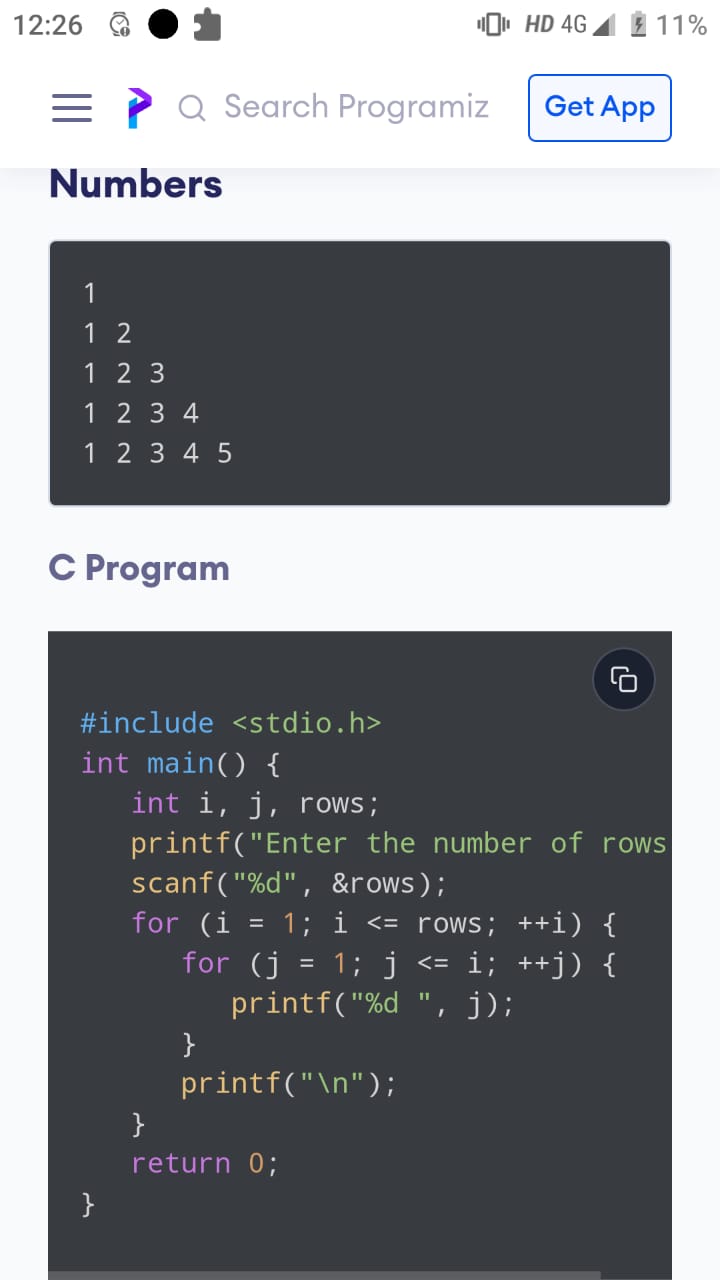 12:26 HD 4G 11%
Search Programiz Get App
Numbers
1
1 2
1 2 3
1 2 3 4
1 2 3 4 5
C Program
#include <stdio.h>
int main() {
   int i, j, rows;
   printf("Enter the number of rows
   scanf("%d", &rows);
   for (i = 1; i <= rows; ++i) {
      for (j = 1; j <= i; ++j) {
         printf("%d ", j);
      }
      printf("\n");
   }
   return 0;
}